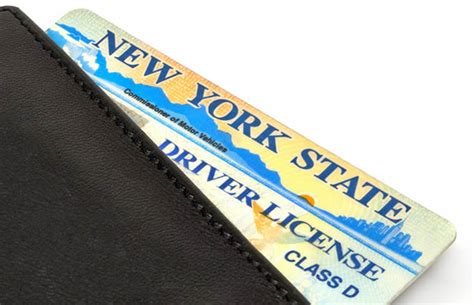 NEW YORK STATE
Commissioner of Motor Vehicles
DRIVER LICENSE
CLASS D